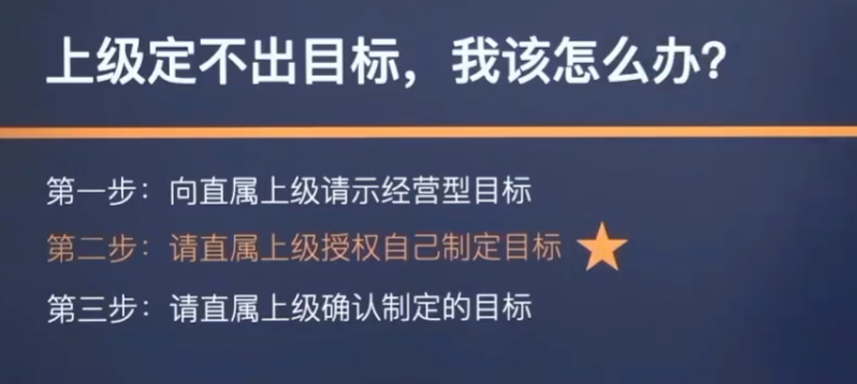 上级定不出目标，我该怎么办？
第一步：向直属上级请示经营型目标
第二步：请直属上级授权自己制定目标
第三步：请直属上级确认制定的目标